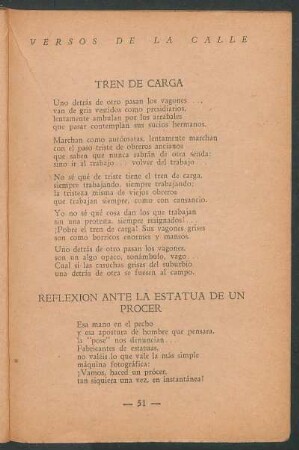 VERSOS DE LA CALLE
TREN DE CARGA
Uno detrás de otro pasan los vagones . .
van de gris vestidos como presidiarios,
lentamente ambulan por los arrabales
que pasar contemplan sus sucios hermanos.
Marchan como autómatas, lentamente marchan
con el paso triste de obreros ancianos
que saben que nunca sabrán de otra senda:
sino ir al trabajo . . . volver del trabajo
No sé qué de triste tiene el tren de carga,
siempre trabajando, siempre trabajando;
la tristeza misma de viejos obreros
que trabajan siempre, como con cansancio.
Yo no sé qué cosa dan los que trabajan
sin una protesta, siempre resignados!
¡Pobre el tren de carga! Sus vagones grises
son como borricos enormes y mansos.
Uno detrás de otro pasan los vagones,
son un algo opaco, sonámbulo, vago
Cual si las casuchas grises del suburbio
una detrás de otra se fuesen al campo.
REFLEXION ANTE LA ESTATUA DE UN
PROCER
Esa mano en el pecho
y esa apostura de hombre que pensara,
la "pose" nos denuncian . .
Fabricantes de estatuas,
no valéis lo que vale la más simple
máquina fotográfica:
¡Vamos, haced un prócer,
tan siquiera una vez, en instantánea!
— 51 —